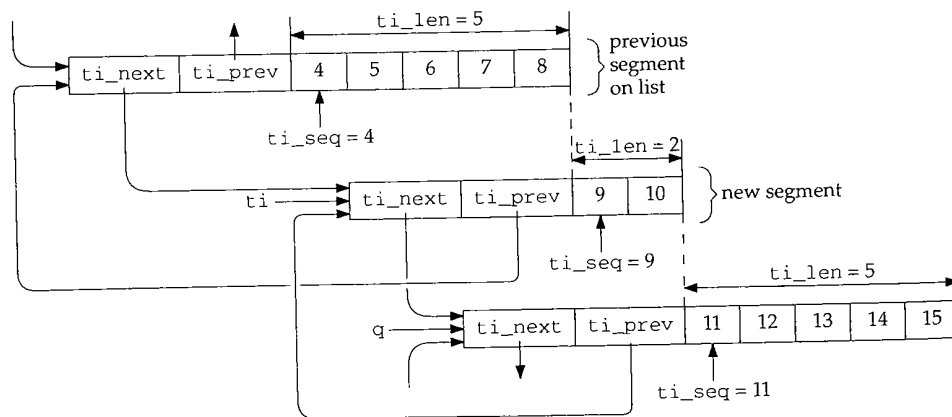 ti_len = 5
ti_next ti_prev 4 5 6 7 8
previous
segment
on list
ti_seq = 4
ti_len = 2
ti ti_next ti_prev 9 10
new segment
ti_seq = 9
ti_len = 5
q ti_next ti_prev 11 12 13 14 15
ti_seq = 11